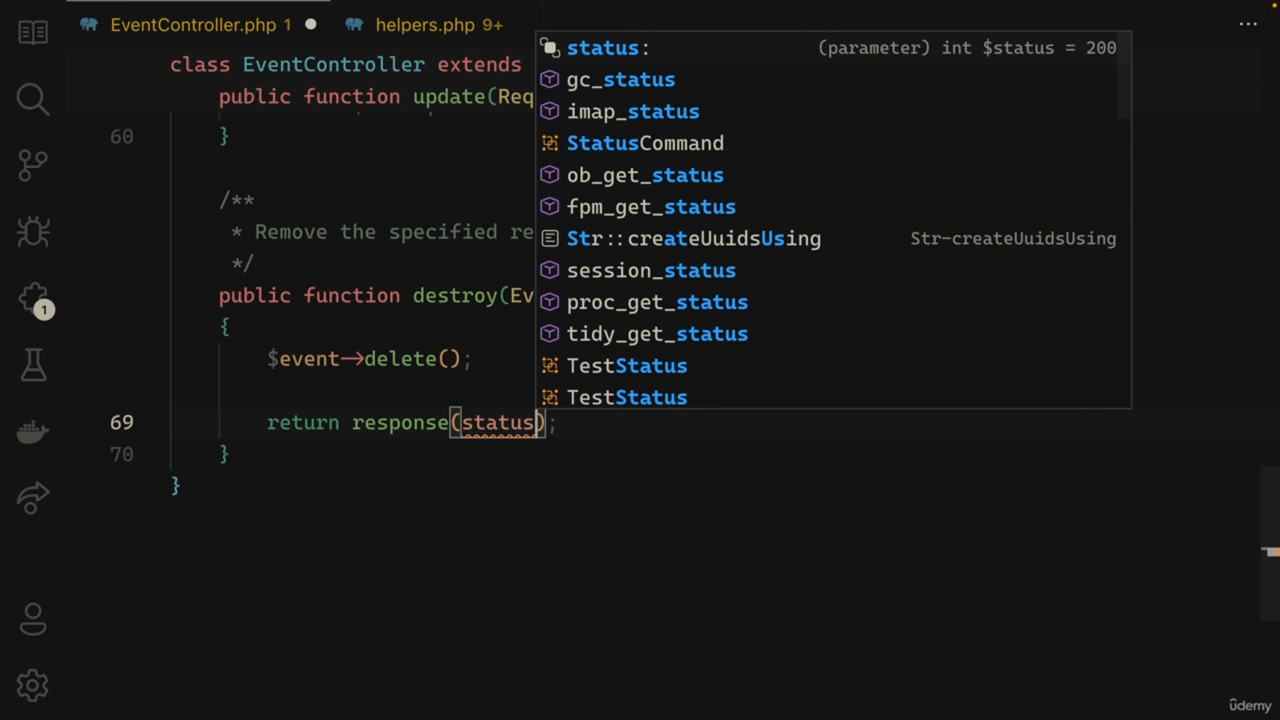 EventController.php 1
helpers.php 9+
class EventController extends
public function update(Req
60 }
/**
* Remove the specified re
*/
public function destroy(Ev
{
$event->delete();
69 return response(status);
70 }
}
status: (parameter) int $status = 200
gc_status
imap_status
StatusCommand
ob_get_status
fpm_get_status
Str::createUuidsUsing Str-createUuidsUsing
session_status
proc_get_status
tidy_get_status
TestStatus
TestStatus
1
ûdemy